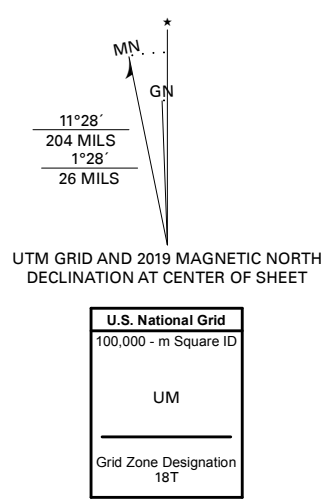 ★
MN
GN
11°28´
204 MILS
1°28´
26 MILS
UTM GRID AND 2019 MAGNETIC NORTH
DECLINATION AT CENTER OF SHEET
U.S. National Grid
100,000 - m Square ID
UM
Grid Zone Designation
18T